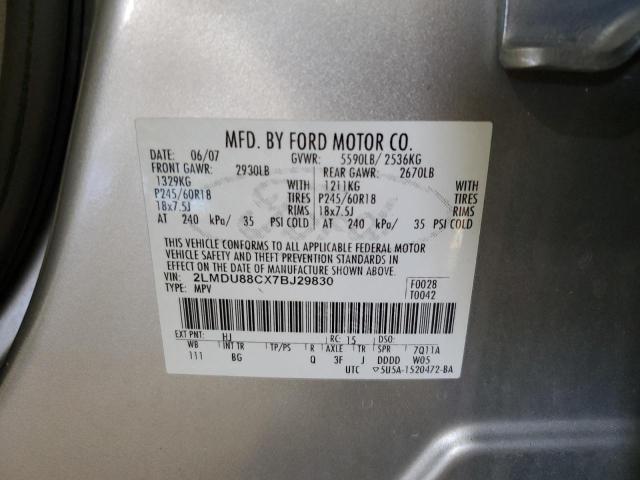 MFD. BY FORD MOTOR CO.
DATE: 06/07 GVWR: 5590LB/ 2536KG
FRONT GAWR: 2930LB REAR GAWR: 2670LB
1329KG WITH 1211KG WITH
P245/60R18 TIRES P245/60R18 TIRES
18x7.5J RIMS 18x7.5J RIMS
AT 240 kPa/ 35 PSI COLD AT 240 kPa/ 35 PSI COLD
THIS VEHICLE CONFORMS TO ALL APPLICABLE FEDERAL MOTOR
VEHICLE SAFETY AND THEFT PREVENTION STANDARDS IN
EFFECT ON THE DATE OF MANUFACTURE SHOWN ABOVE.
VIN: 2LMDU88CX7BJ29830 F0028
TYPE: MPV T0042
EXT PNT: HJ RC: 15 DSO:
WB INT TR TP/PS R AXLE TR SPR 7Q11A
111 BG Q 3F J DDDD W05
UTC ▽5U5A-1520472-BA